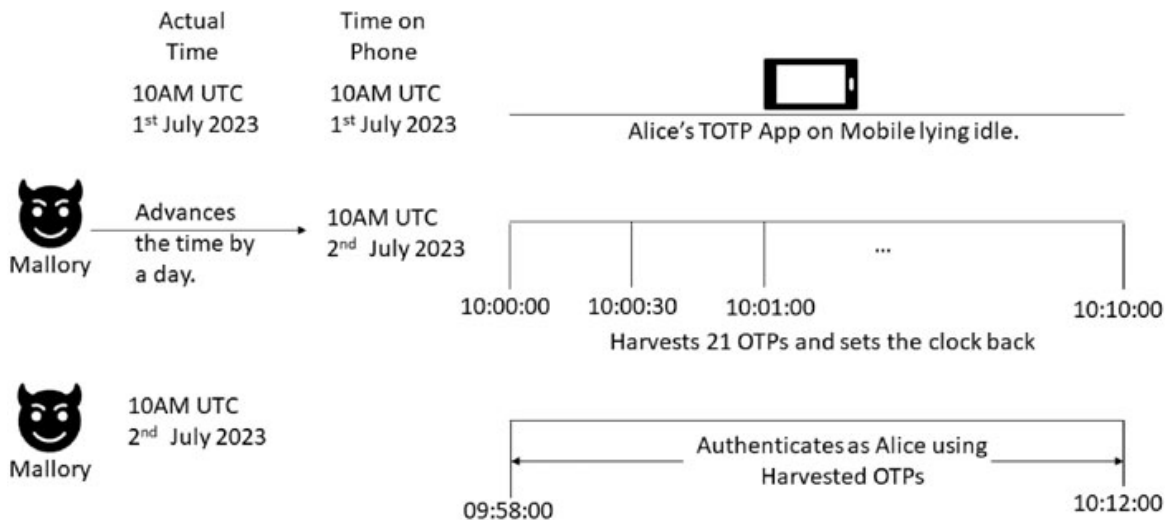 Actual
Time
Time on
Phone
10AM UTC
1st July 2023
10AM UTC
1st July 2023
Alice's TOTP App on Mobile lying idle.
Mallory
Advances
the time by
a day.
10AM UTC
2nd July 2023
...
10:00:00
10:00:30
10:01:00
10:10:00
Harvests 21 OTPs and sets the clock back
Mallory
10AM UTC
2nd July 2023
Authenticates as Alice using
Harvested OTPs
09:58:00
10:12:00